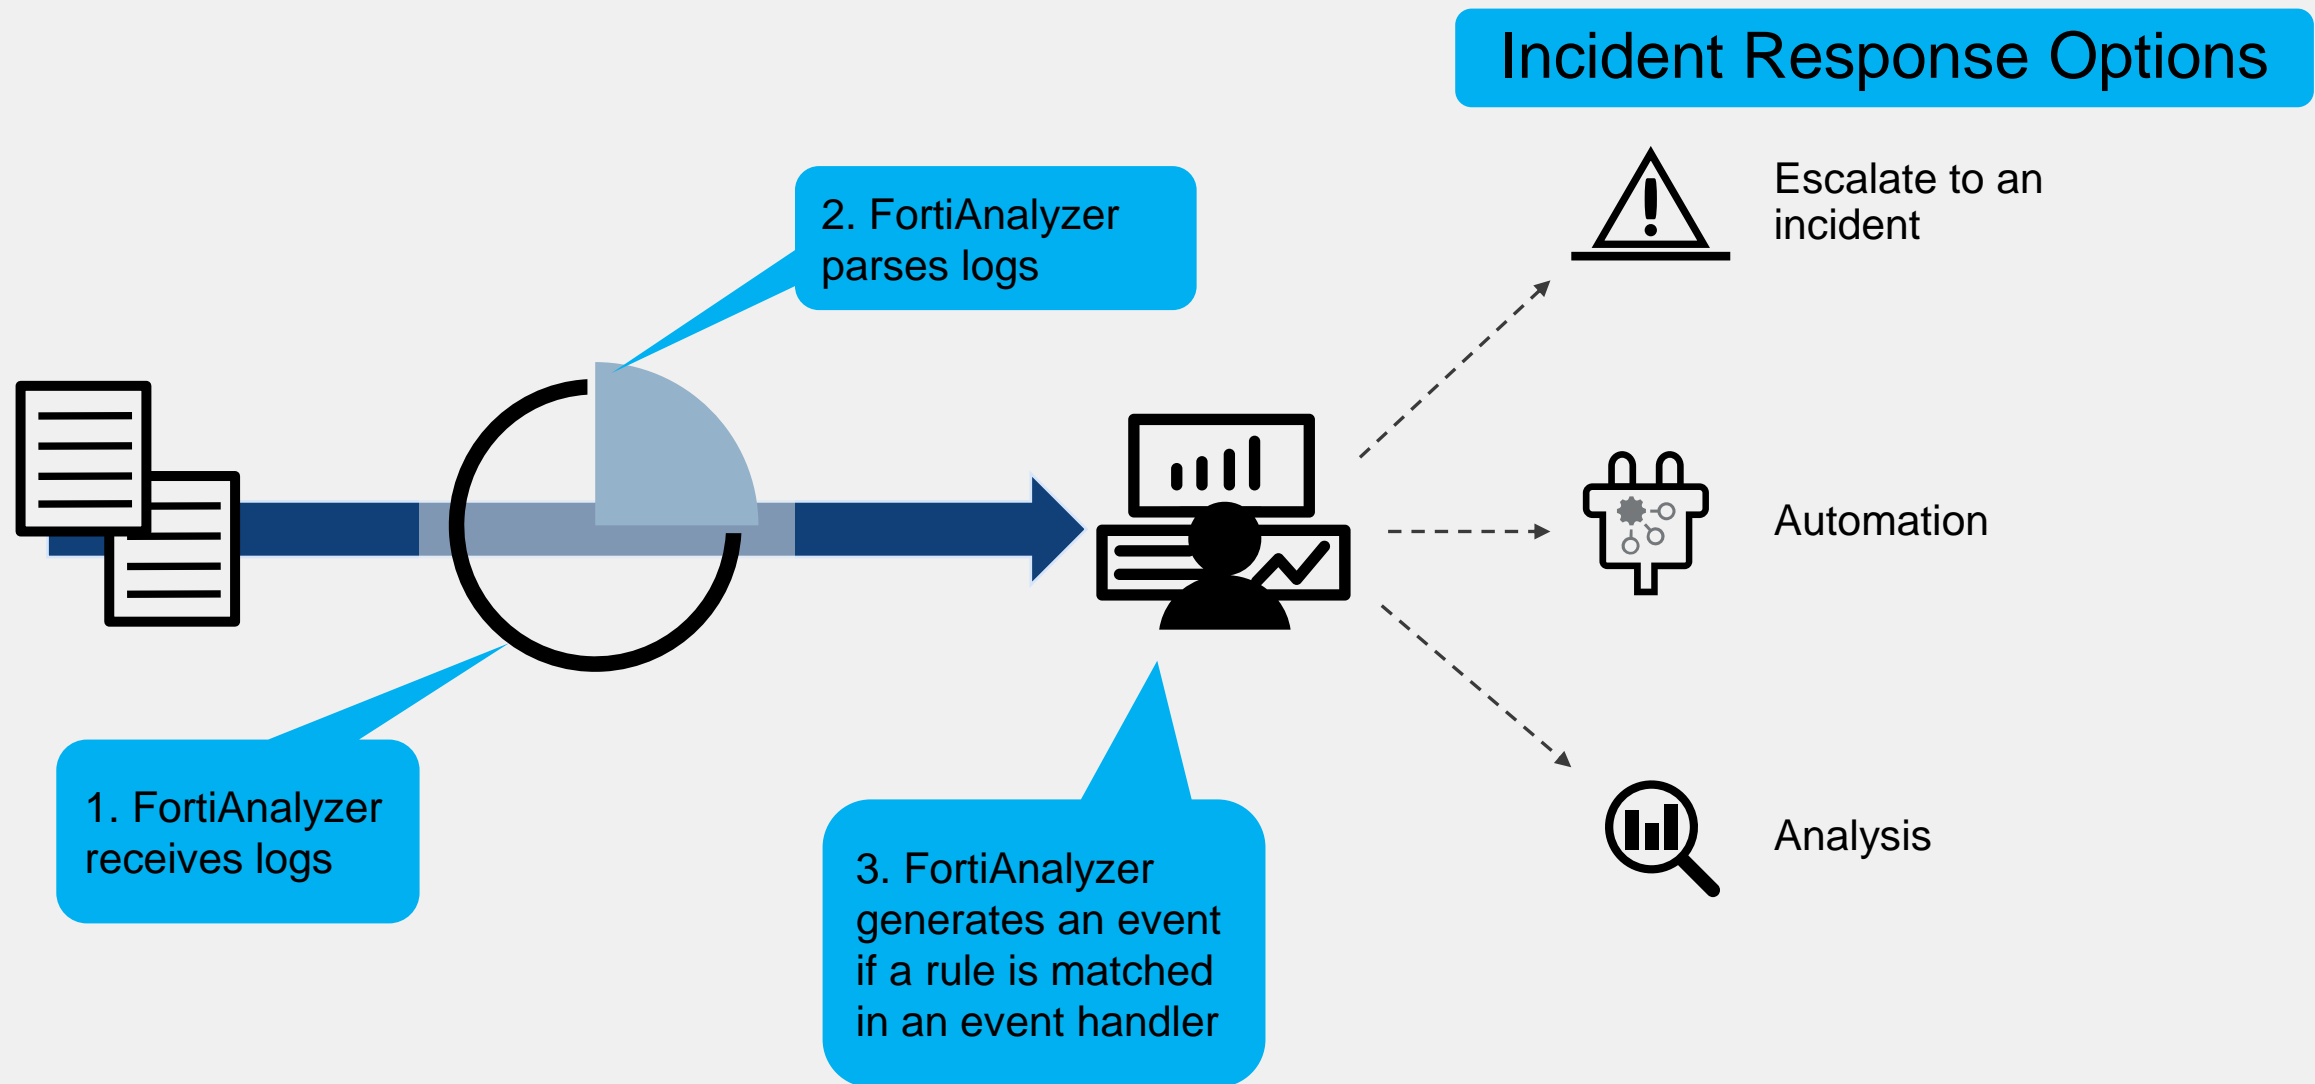 Incident Response Options
2. FortiAnalyzer
parses logs
Escalate to an
incident
Automation
1. FortiAnalyzer
receives logs
3. FortiAnalyzer
generates an event
if a rule is matched
in an event handler
Analysis